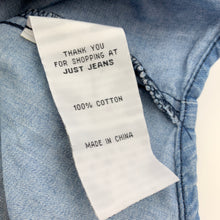 THANK YOU
FOR SHOPPING AT
JUST JEANS
100% COTTON
MADE IN CHINA